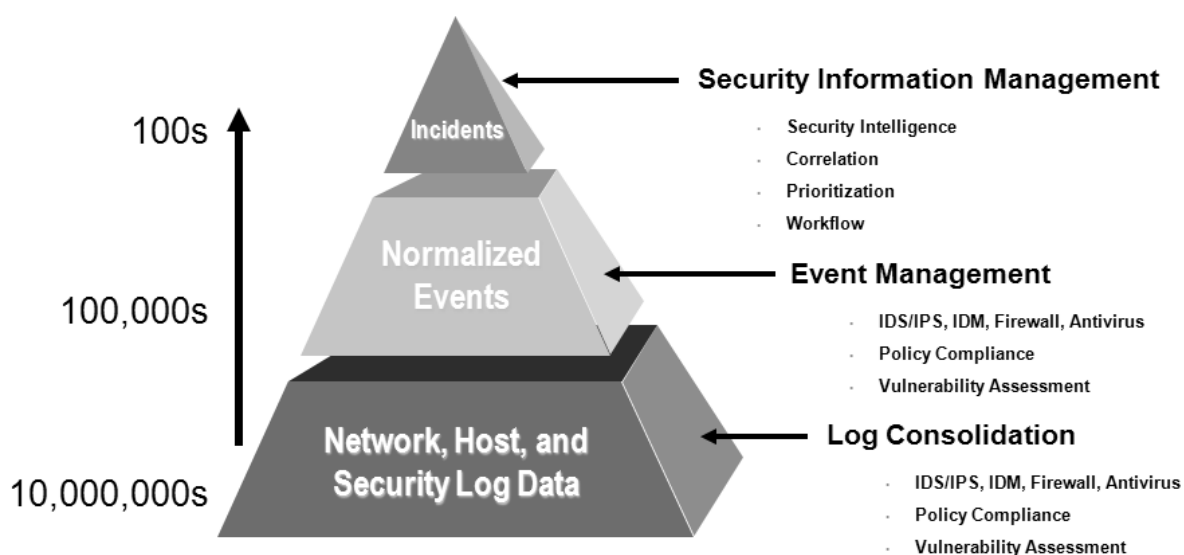 Security Information Management
100s
Incidents
Security Intelligence
Correlation
Prioritization
Workflow
Normalized
Events
Event Management
100,000s
IDS/IPS, IDM, Firewall, Antivirus
Policy Compliance
Vulnerability Assessment
Network, Host, and
Security Log Data
Log Consolidation
10,000,000s
IDS/IPS, IDM, Firewall, Antivirus
Policy Compliance
Vulnerability Assessment